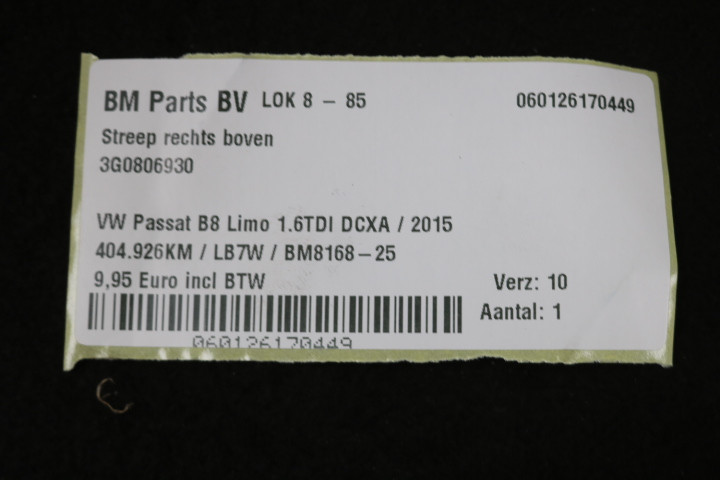 BM Parts BV LOK 8 - 85 060126170449
Streep rechts boven
3G0806930
VW Passat B8 Limo 1.6TDI DCXA / 2015
404.926KM / LB7W / BM8168-25
9,95 Euro incl BTW Verz: 10
Aantal: 1
060126170449